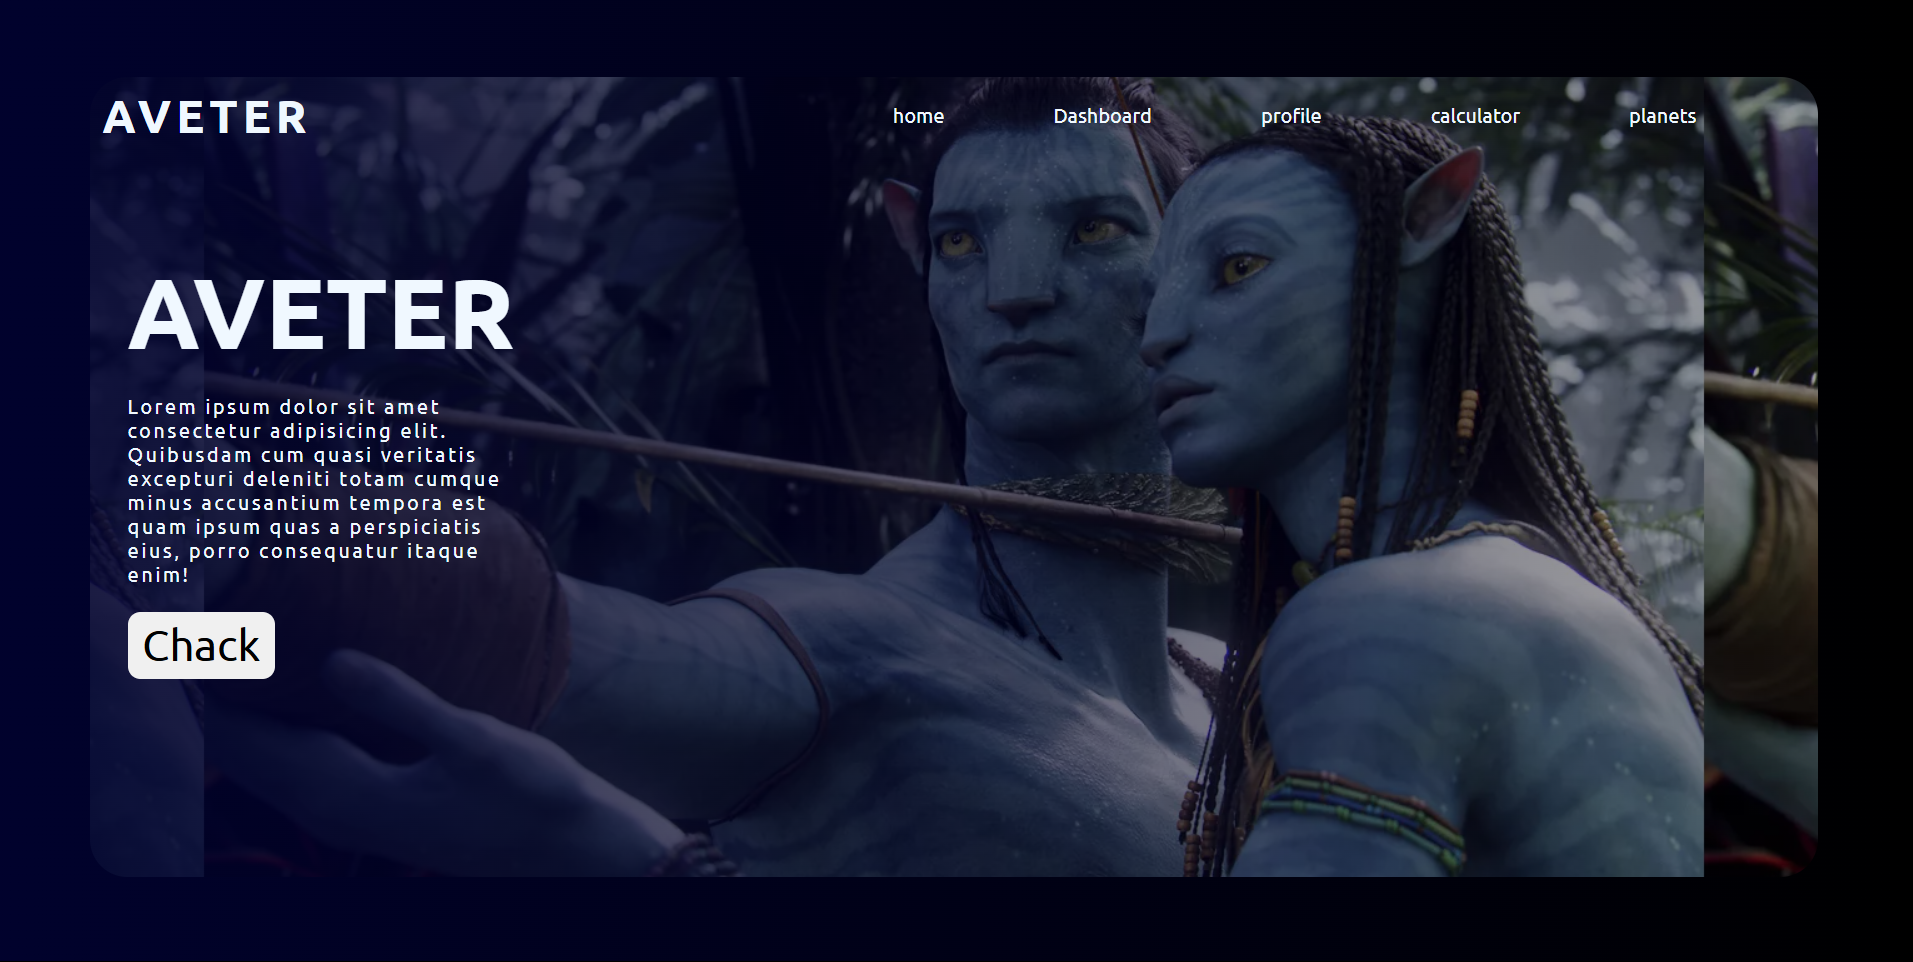 AVETER
home Dashboard profile calculator planets
AVETER
Lorem ipsum dolor sit amet
consectetur adipisicing elit.
Quibusdam cum quasi veritatis
excepturi deleniti totam cumque
minus accusantium tempora est
quam ipsum quas a perspiciatis
eius, porro consequatur itaque
enim!
Chack